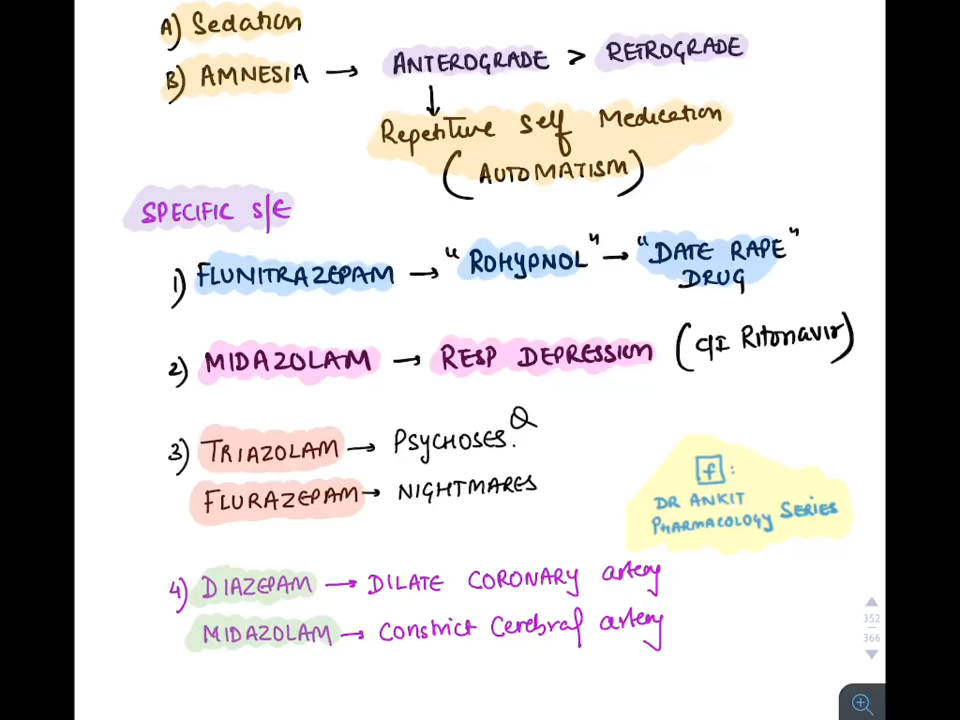 A) Sedation
B) AMNESIA → ANTEROGRADE > RETROGRADE
↓
Repetitive Self Medication
(AUTOMATISM)
SPECIFIC S/E
1) FLUNITRAZEPAM → "ROHYPNOL" → "DATE RAPE"
DRUG
2) MIDAZOLAM → RESP DEPRESSION (C/I Ritonavir)
3) TRIAZOLAM → PSYCHOSES. Q
FLURAZEPAM → NIGHTMARES
f :
DR ANKIT
PHARMACOLOGY SERIES
4) DIAZEPAM → DILATE CORONARY artery
MIDAZOLAM → Constrict Cerebral artery
352
366